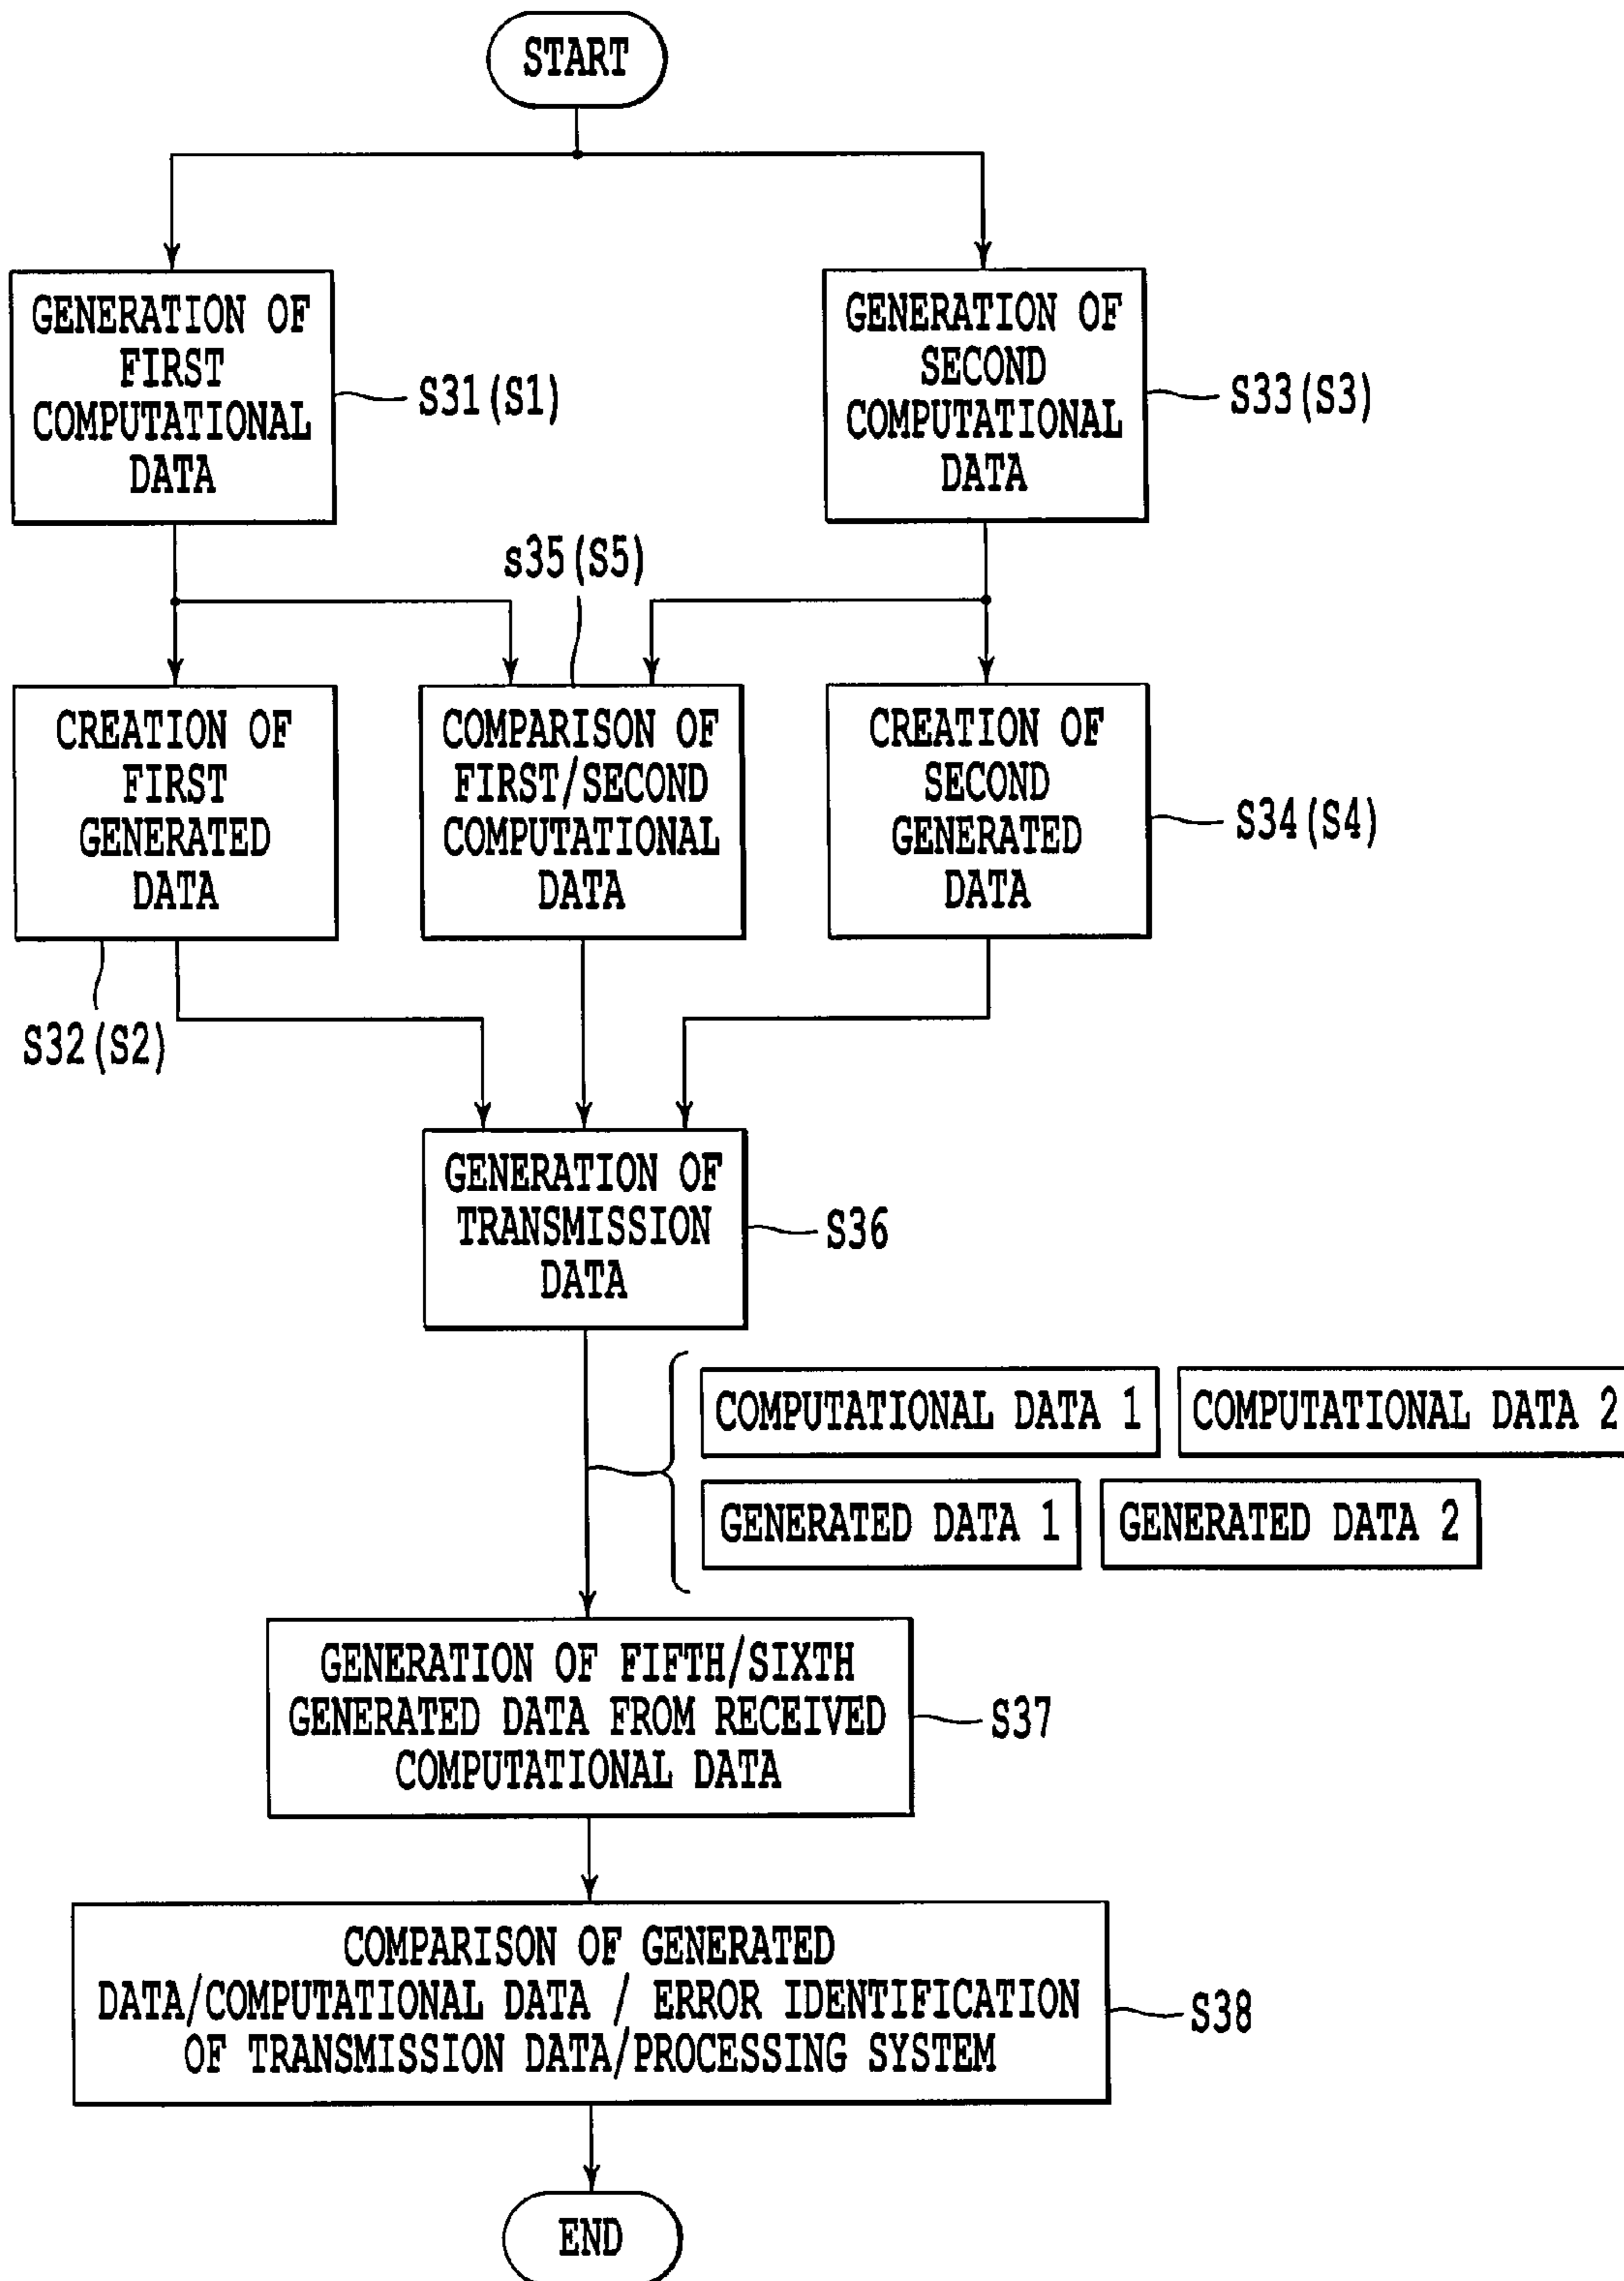 START
GENERATION OF
FIRST
COMPUTATIONAL
DATA
S31(S1)
GENERATION OF
SECOND
COMPUTATIONAL
DATA
S33(S3)
s35(S5)
CREATION OF
FIRST
GENERATED
DATA
S32(S2)
COMPARISON OF
FIRST/SECOND
COMPUTATIONAL
DATA
CREATION OF
SECOND
GENERATED
DATA
S34(S4)
GENERATION OF
TRANSMISSION
DATA
S36
COMPUTATIONAL DATA 1
COMPUTATIONAL DATA 2
GENERATED DATA 1
GENERATED DATA 2
GENERATION OF FIFTH/SIXTH
GENERATED DATA FROM RECEIVED
COMPUTATIONAL DATA
S37
COMPARISON OF GENERATED
DATA/COMPUTATIONAL DATA / ERROR IDENTIFICATION
OF TRANSMISSION DATA/PROCESSING SYSTEM
S38
END